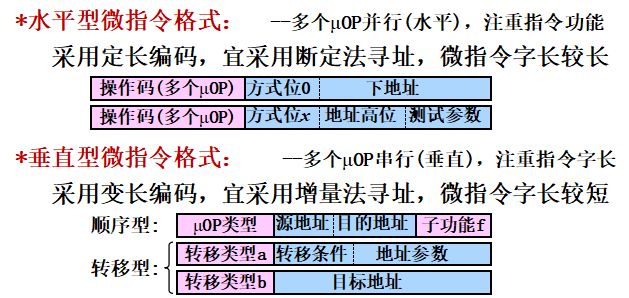 *水平型微指令格式： --多个μOP并行(水平)，注重指令功能
采用定长编码，宜采用断定法寻址，微指令字长较长
操作码(多个μOP) 方式位0 下地址
操作码(多个μOP) 方式位x 地址高位 测试参数
*垂直型微指令格式： --多个μOP串行(垂直)，注重指令字长
采用变长编码，宜采用增量法寻址，微指令字长较短
顺序型: μOP类型 源地址 目的地址 子功能f
转移型: 转移类型a 转移条件 地址参数
转移类型b 目标地址